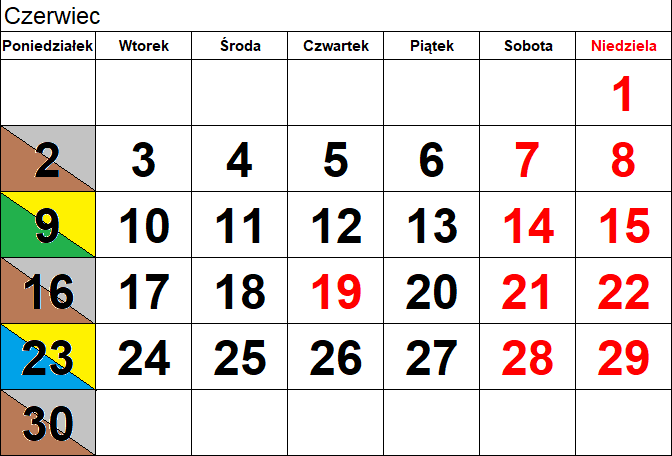 Czerwiec
Poniedziałek Wtorek Środa Czwartek Piątek Sobota Niedziela
1
2 3 4 5 6 7 8
9 10 11 12 13 14 15
16 17 18 19 20 21 22
23 24 25 26 27 28 29
30